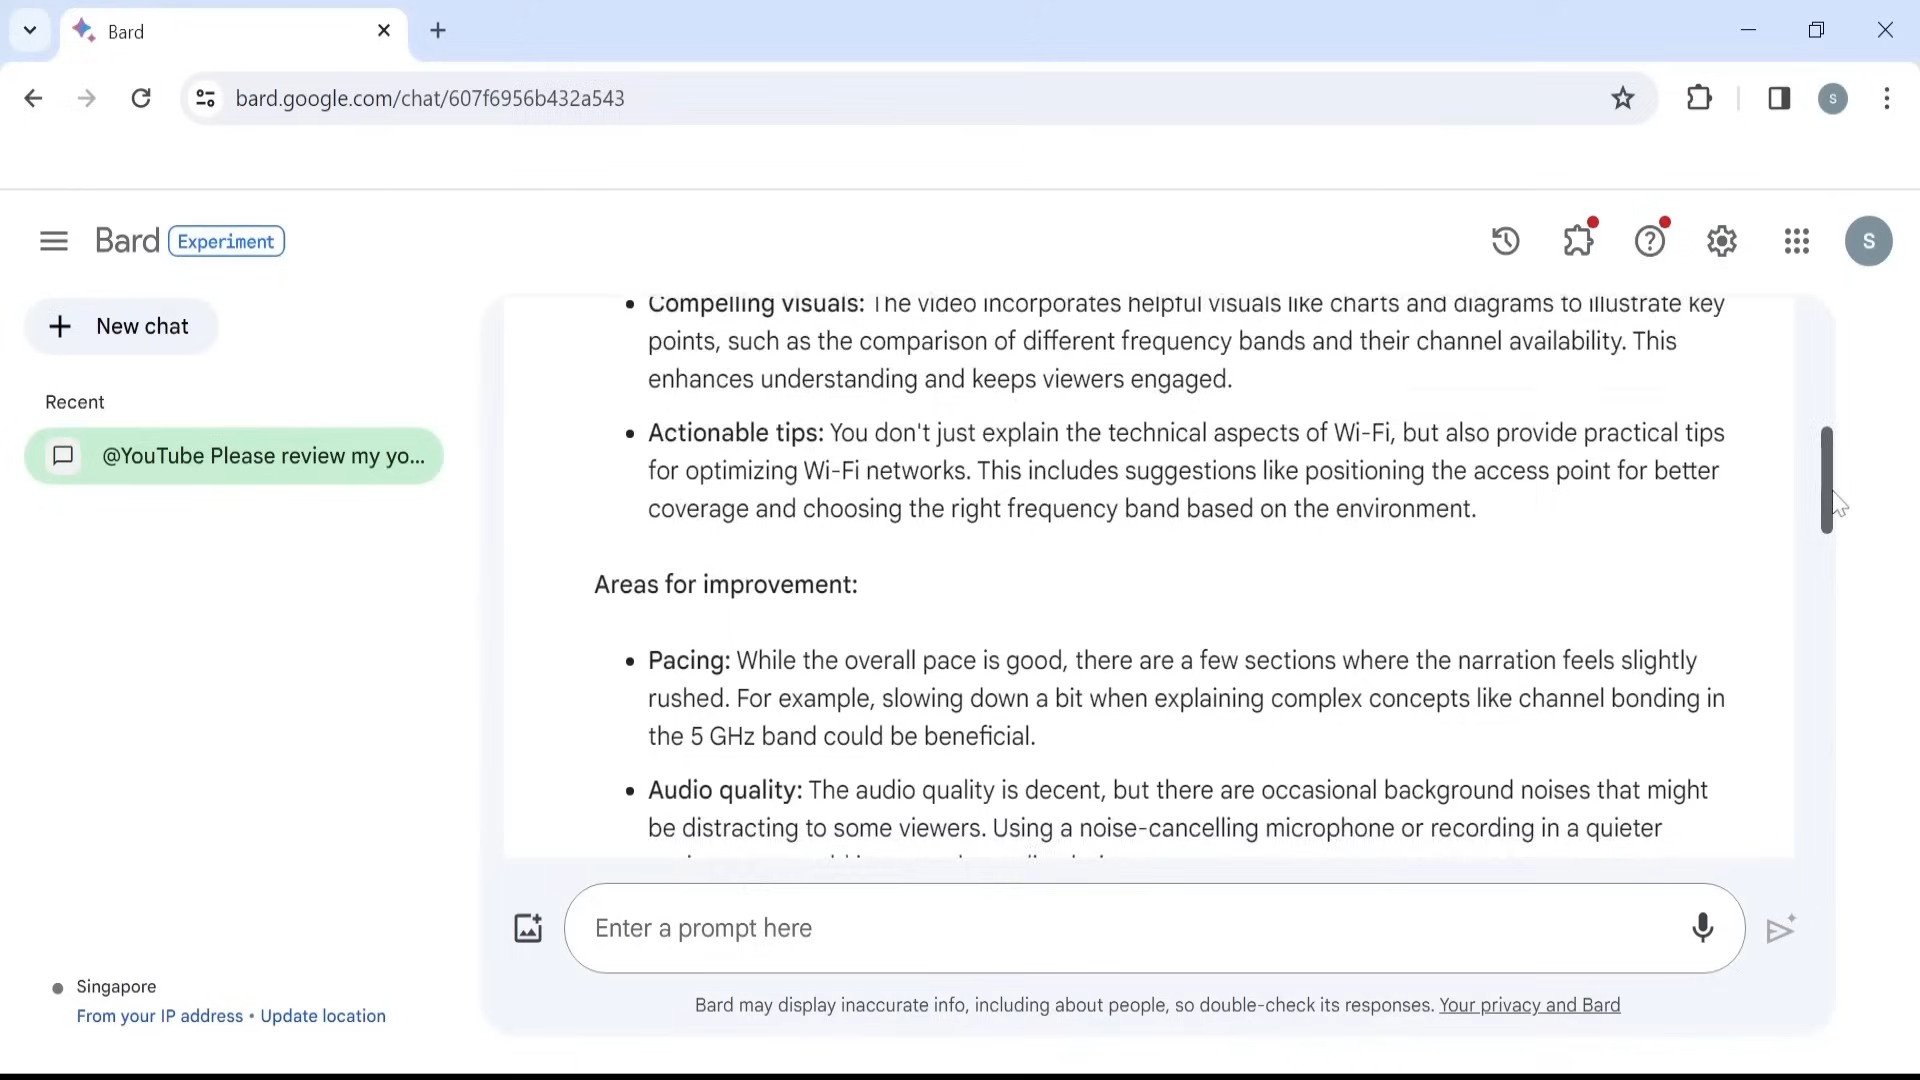 Bard
bard.google.com/chat/607f6956b432a543
S
Bard Experiment
S
New chat
Recent
@YouTube Please review my yo...
• Compelling visuals: The video incorporates helpful visuals like charts and diagrams to illustrate key
points, such as the comparison of different frequency bands and their channel availability. This
enhances understanding and keeps viewers engaged.
• Actionable tips: You don't just explain the technical aspects of Wi-Fi, but also provide practical tips
for optimizing Wi-Fi networks. This includes suggestions like positioning the access point for better
coverage and choosing the right frequency band based on the environment.
Areas for improvement:
• Pacing: While the overall pace is good, there are a few sections where the narration feels slightly
rushed. For example, slowing down a bit when explaining complex concepts like channel bonding in
the 5 GHz band could be beneficial.
• Audio quality: The audio quality is decent, but there are occasional background noises that might
be distracting to some viewers. Using a noise-cancelling microphone or recording in a quieter
Enter a prompt here
Singapore
From your IP address • Update location
Bard may display inaccurate info, including about people, so double-check its responses. Your privacy and Bard